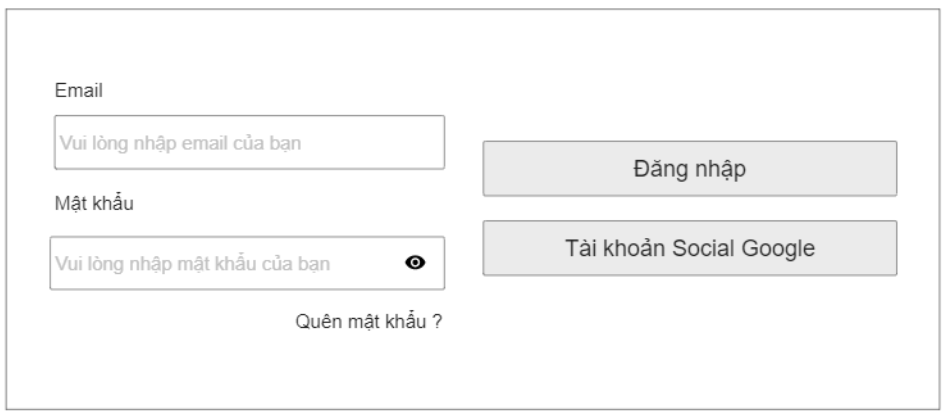 Email
Vui lòng nhập email của bạn
Mật khẩu
Vui lòng nhập mật khẩu của bạn
Quên mật khẩu ?
Đăng nhập
Tài khoản Social Google